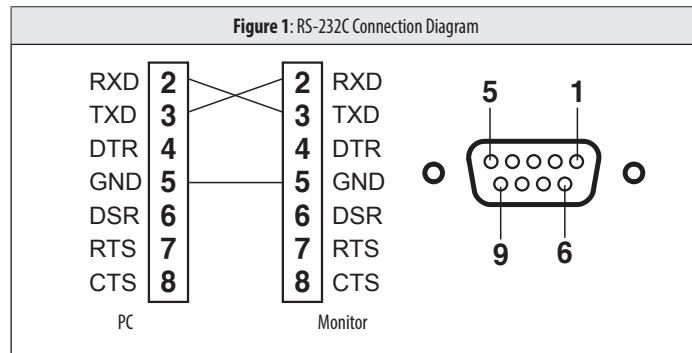 Figure 1: RS-232C Connection Diagram
RXD 2 2 RXD
TXD 3 3 TXD
DTR 4 4 DTR
GND 5 5 GND
DSR 6 6 DSR
RTS 7 7 RTS
CTS 8 8 CTS
PC Monitor
5 1
9 6